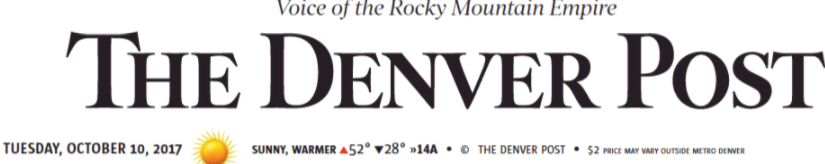 Voice of the Rocky Mountain Empire
THE DENVER POST
TUESDAY, OCTOBER 10, 2017 SUNNY, WARMER ▲52° ▼28° »14A • © THE DENVER POST • $2 PRICE MAY VARY OUTSIDE METRO DENVER